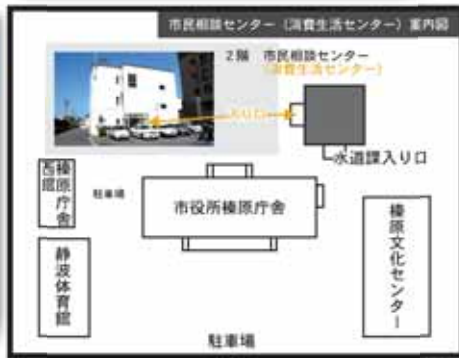 市民相談センター（消費生活センター）案内図
2階 市民相談センター
（消費生活センター）
入り口
水道課入り口
榛原庁舎
西館
駐車場
市役所榛原庁舎
静波体育館
榛原文化センター
駐車場